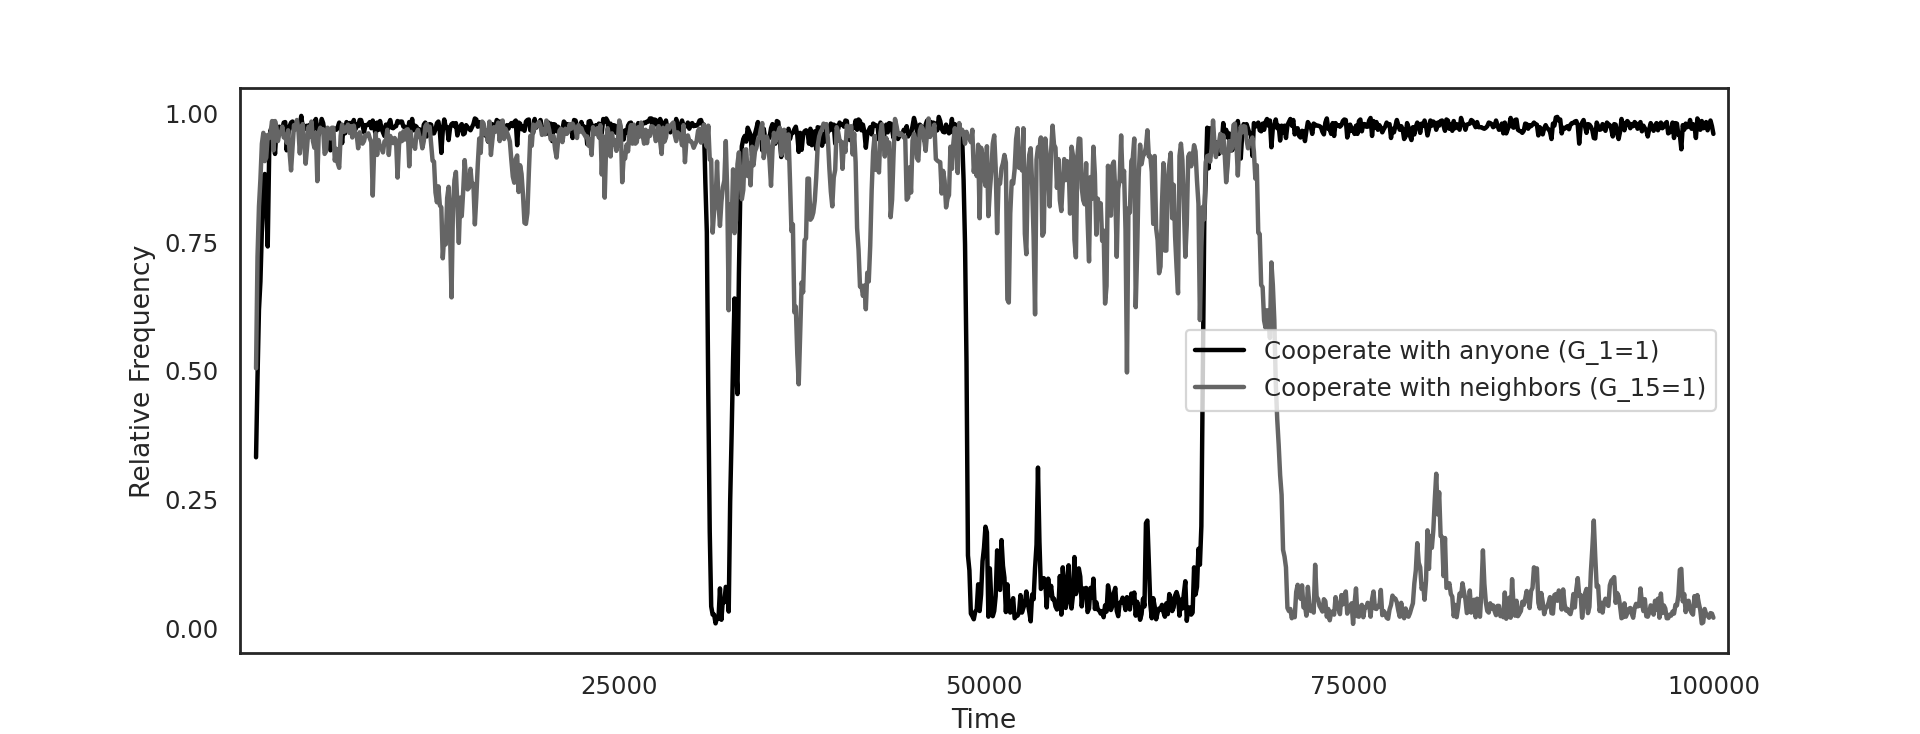 1.00
0.75
0.50
0.25
0.00
Relative Frequency
Cooperate with anyone (G_1=1)
Cooperate with neighbors (G_15=1)
25000
50000
75000
100000
Time